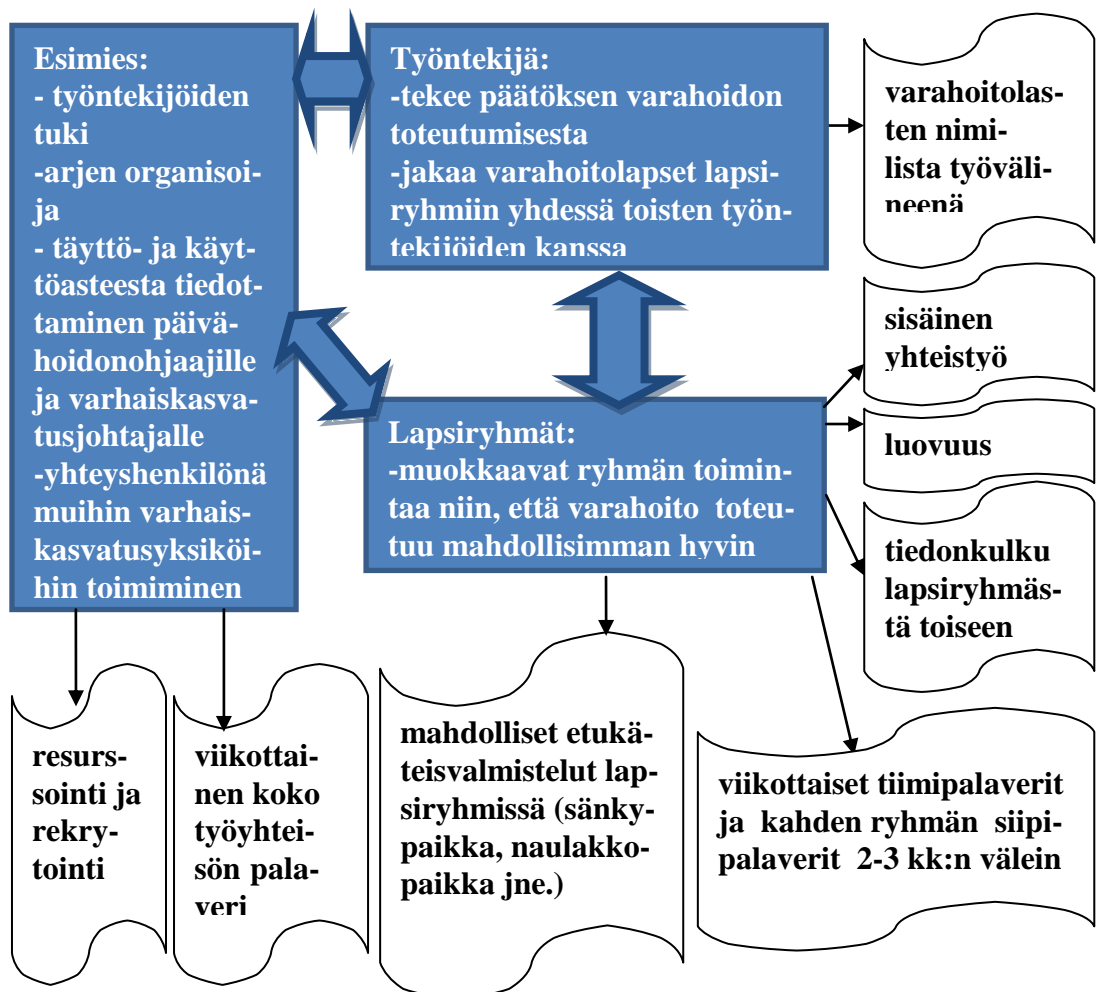 Esimies:
- työntekijöiden
tuki
-arjen organisoi-
ja
- täyttö- ja käyt-
töasteesta tiedot-
taminen päivä-
hoidonohjaajille
ja varhaiskasva-
tusjohtajalle
-yhteyshenkilönä
muihin varhais-
kasvatusyksiköi-
hin toimiminen
Työntekijä:
-tekee päätöksen varahoidon
toteutumisesta
-jakaa varahoitolapset lapsi-
ryhmiin yhdessä toisten työn-
tekijöiden kanssa
varahoitolas-
ten nimi-
lista työväli-
neenä
sisäinen
yhteistyö
luovuus
tiedonkulku
lapsiryhmäs-
tä toiseen
Lapsiryhmät:
-muokkaavat ryhmän toimin-
taa niin, että varahoito toteu-
tuu mahdollisimman hyvin
resurs-
sointi ja
rekry-
tointi
viikottai-
nen koko
työyhtei-
sön pala-
veri
mahdolliset etukä-
teisvalmistelut lap-
siryhmissä (sänky-
paikka, naulakko-
paikka jne.)
viikottaiset tiimipalaverit
ja kahden ryhmän siipi-
palaverit 2-3 kk:n välein